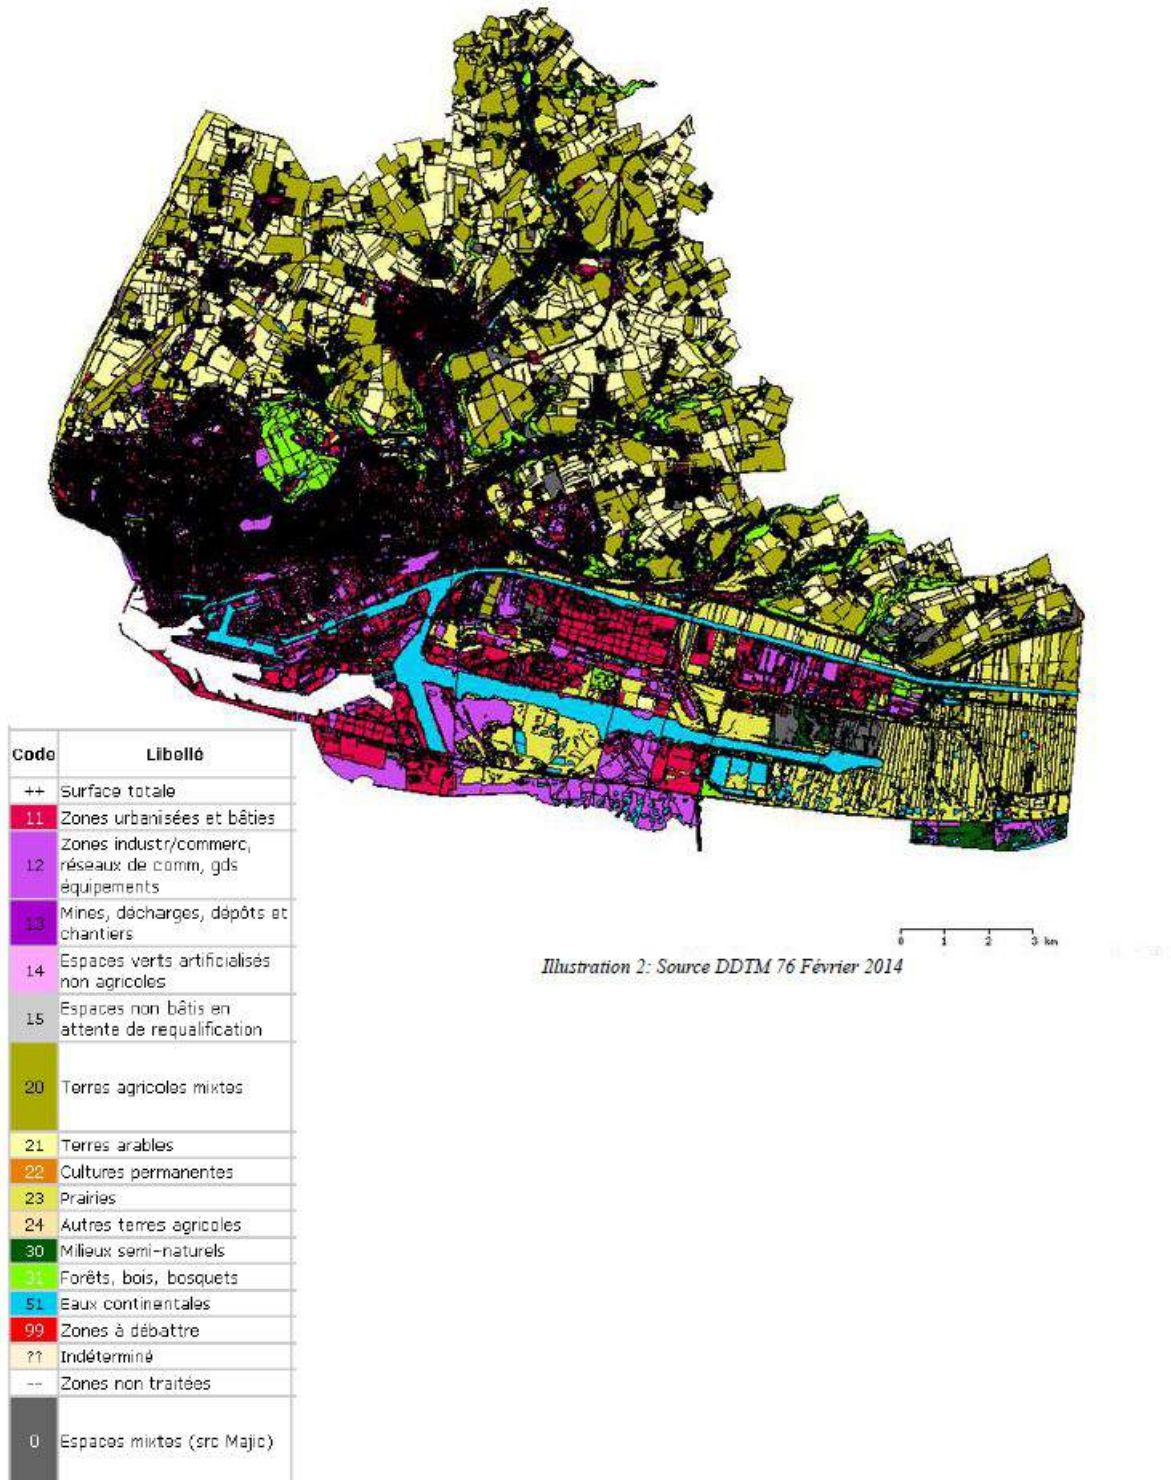 Code Libellé
++ Surface totale
11 Zones urbanisées et bâties
Zones industr/commerc,
12 réseaux de comm, gds
équipements
13 Mines, décharges, dépôts et
chantiers
14 Espaces verts artificialisés
non agricoles
15 Espaces non bâtis en
attente de requalification
20 Terres agricoles mixtes
21 Terres arables
22 Cultures permanentes
23 Prairies
24 Autres terres agricoles
30 Milieux semi-naturels
31 Forêts, bois, bosquets
51 Eaux continentales
99 Zones à débattre
?? Indéterminé
-- Zones non traitées
0 Espaces mixtes (src Majic)
0 1 2 3 km
Illustration 2: Source DDTM 76 Février 2014